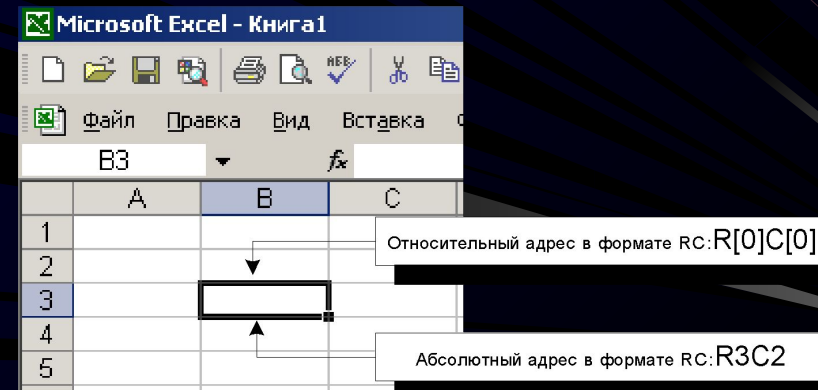 Microsoft Excel - Книга1
ABC
Файл Правка Вид Вставка
B3 fx
A B C
1
Относительный адрес в формате RC:R[0]C[0]
2
3
4
Абсолютный адрес в формате RC:R3C2
5